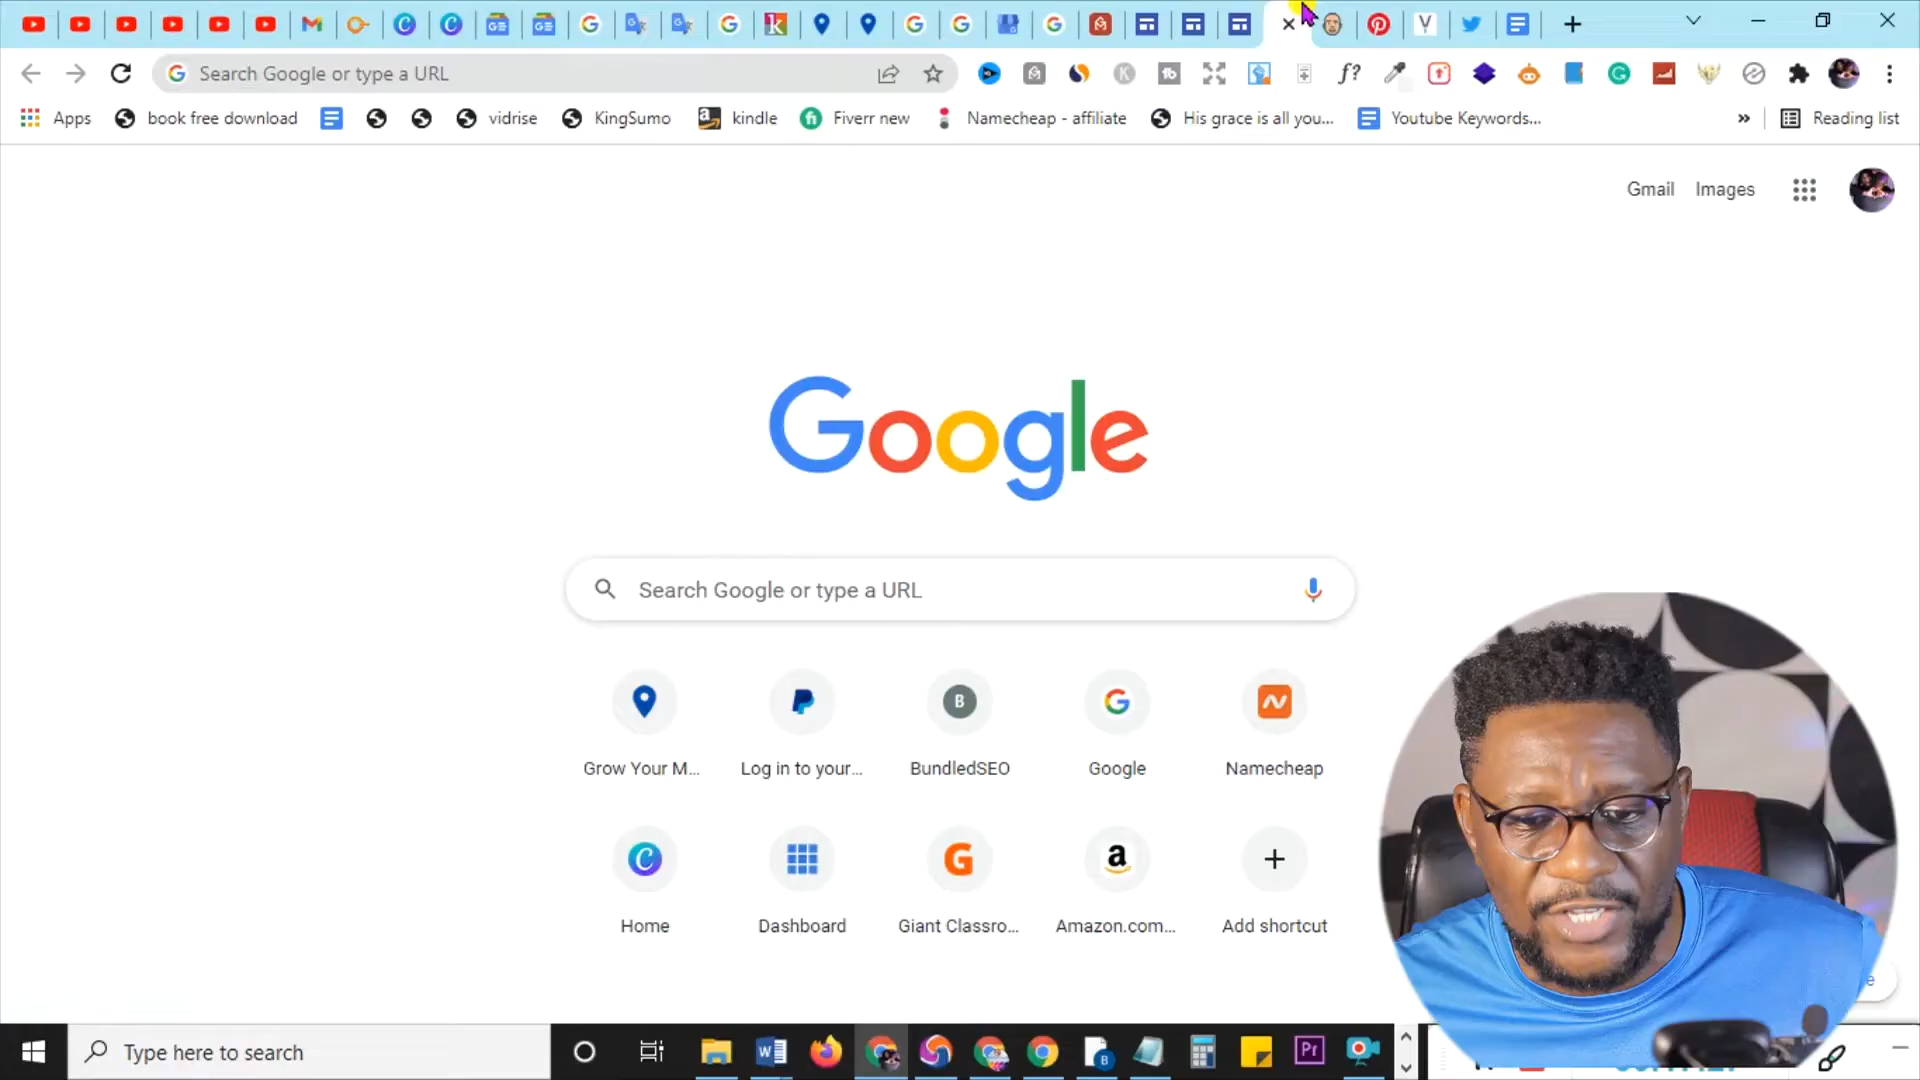 Search Google or type a URL
Apps
book free download
vidrise
KingSumo
kindle
Fiverr new
Namecheap - affiliate
His grace is all you...
Youtube Keywords...
Reading list
Gmail
Images
Google
Search Google or type a URL
Grow Your M...
Log in to your...
BundledSEO
Google
Namecheap
Home
Dashboard
Giant Classro...
Amazon.com...
Add shortcut
Type here to search